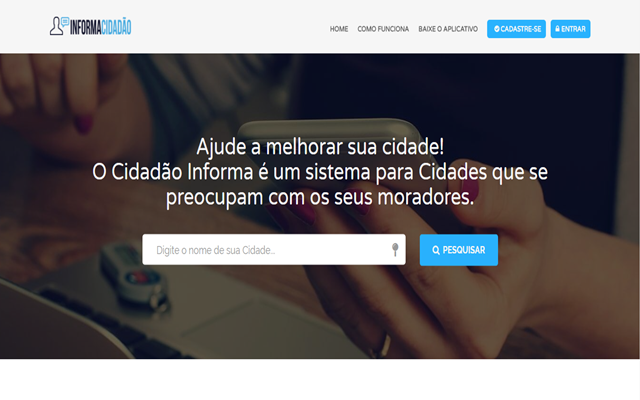 INFORMACIDADÃO
HOME COMO FUNCIONA BAIXE O APLICATIVO CADASTRE-SE ENTRAR
Ajude a melhorar sua cidade!
O Cidadão Informa é um sistema para Cidades que se
preocupam com os seus moradores.
Digite o nome de sua Cidade... PESQUISAR